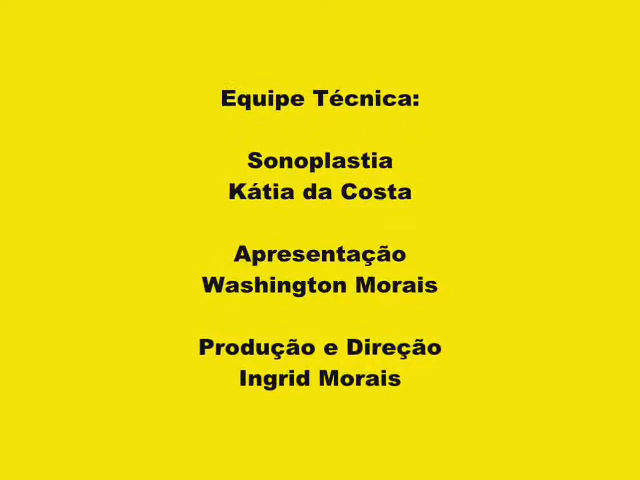 Equipe Técnica:
Sonoplastia
Kátia da Costa
Apresentação
Washington Morais
Produção e Direção
Ingrid Morais